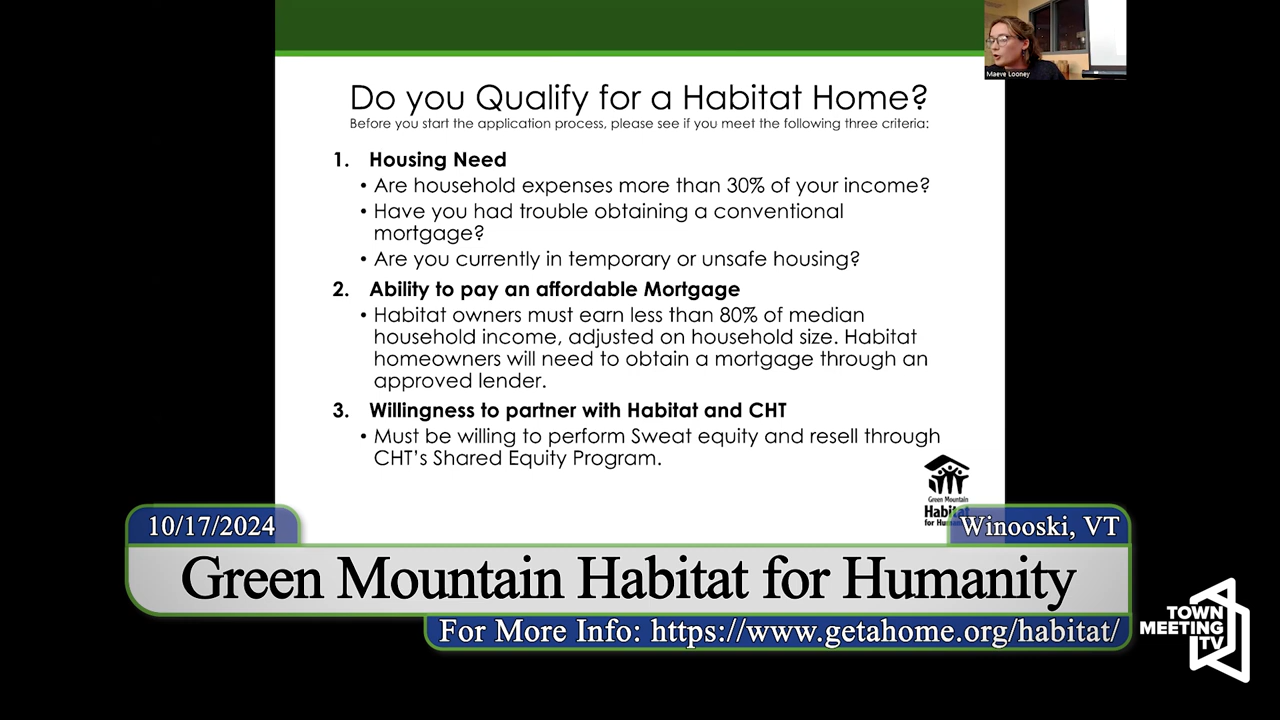 Do you Qualify for a Habitat Home?
Before you start the application process, please see if you meet the following three criteria:
1. Housing Need
• Are household expenses more than 30% of your income?
• Have you had trouble obtaining a conventional
mortgage?
• Are you currently in temporary or unsafe housing?
2. Ability to pay an affordable Mortgage
• Habitat owners must earn less than 80% of median
household income, adjusted on household size. Habitat
homeowners will need to obtain a mortgage through an
approved lender.
3. Willingness to partner with Habitat and CHT
• Must be willing to perform Sweat equity and resell through
CHT's Shared Equity Program.
Maeve Looney
Green Mountain
Habitat
for Hum
10/17/2024
Winooski, VT
Green Mountain Habitat for Humanity
For More Info: https://www.getahome.org/habitat/
TOWN
MEETING
TV